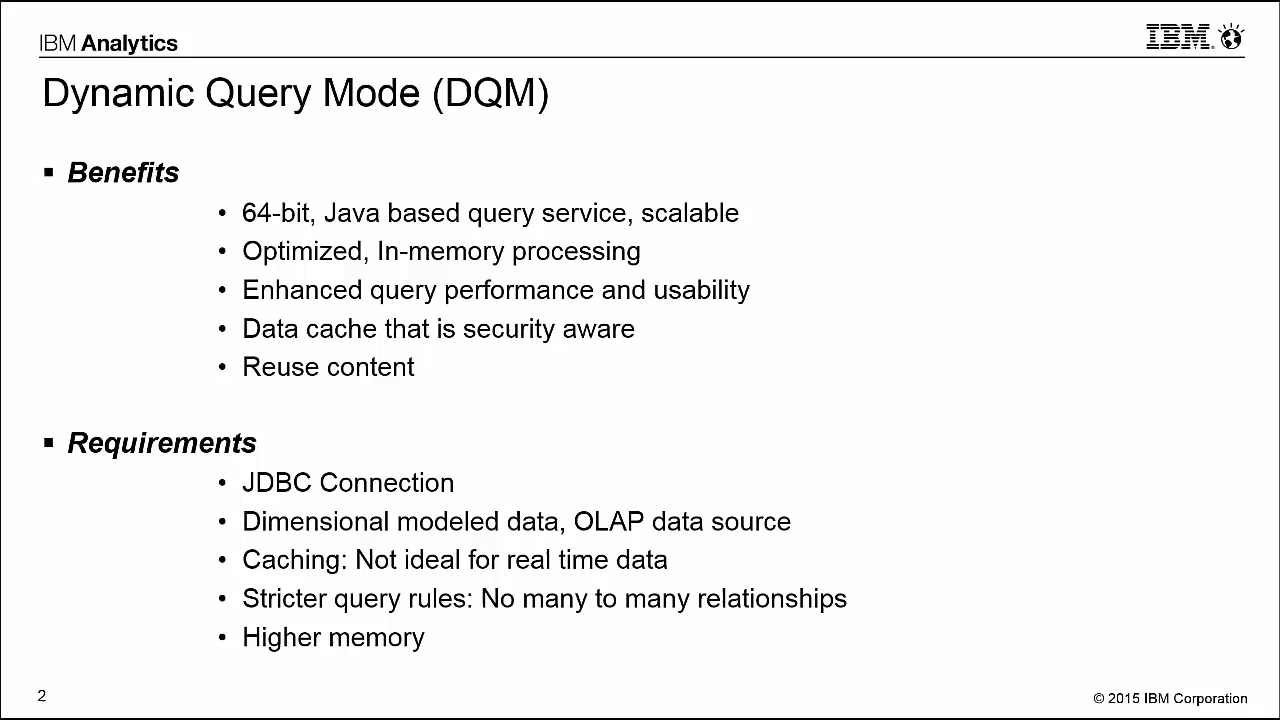 IBM Analytics
IBM
Dynamic Query Mode (DQM)
▪ Benefits
• 64-bit, Java based query service, scalable
• Optimized, In-memory processing
• Enhanced query performance and usability
• Data cache that is security aware
• Reuse content
▪ Requirements
• JDBC Connection
• Dimensional modeled data, OLAP data source
• Caching: Not ideal for real time data
• Stricter query rules: No many to many relationships
• Higher memory
2
© 2015 IBM Corporation